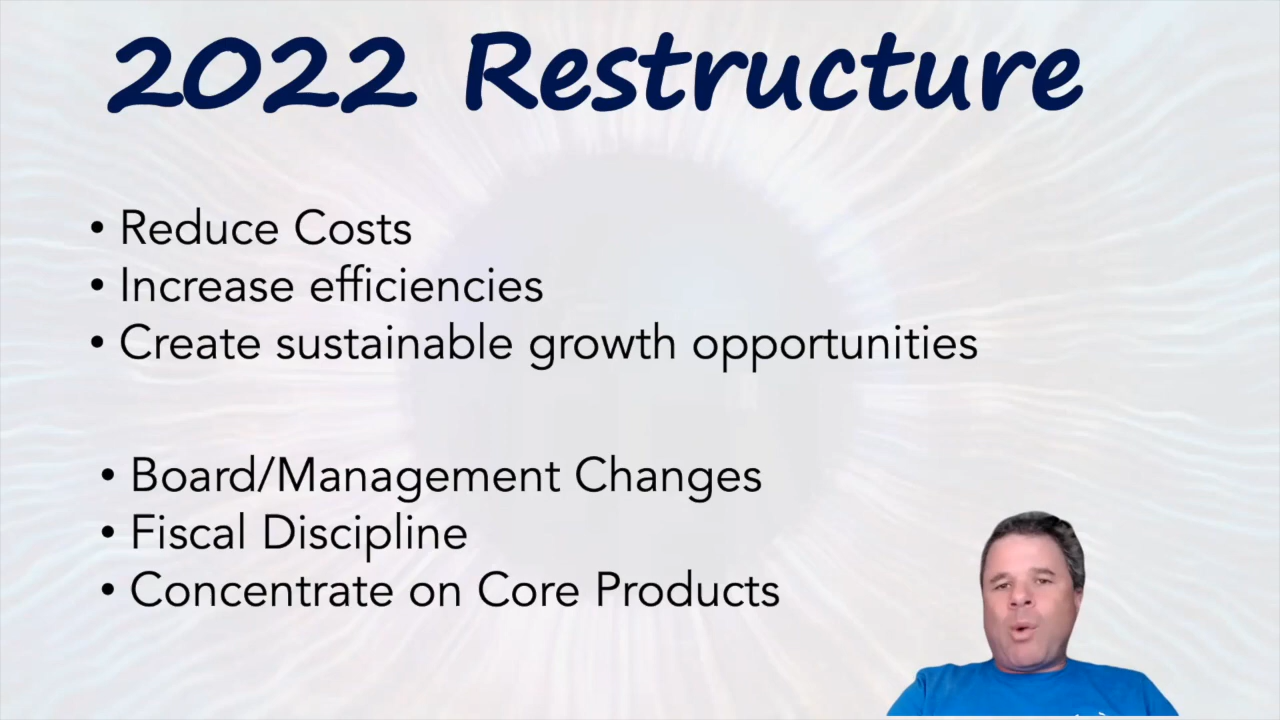 2022 Restructure
• Reduce Costs
• Increase efficiencies
• Create sustainable growth opportunities
• Board/Management Changes
• Fiscal Discipline
• Concentrate on Core Products